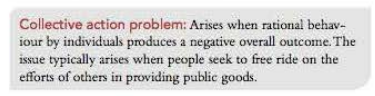 Collective action problem: Arises when rational behav-
iour by individuals produces a negative overall outcome. The
issue typically arises when people seek to free ride on the
efforts of others in providing public goods.